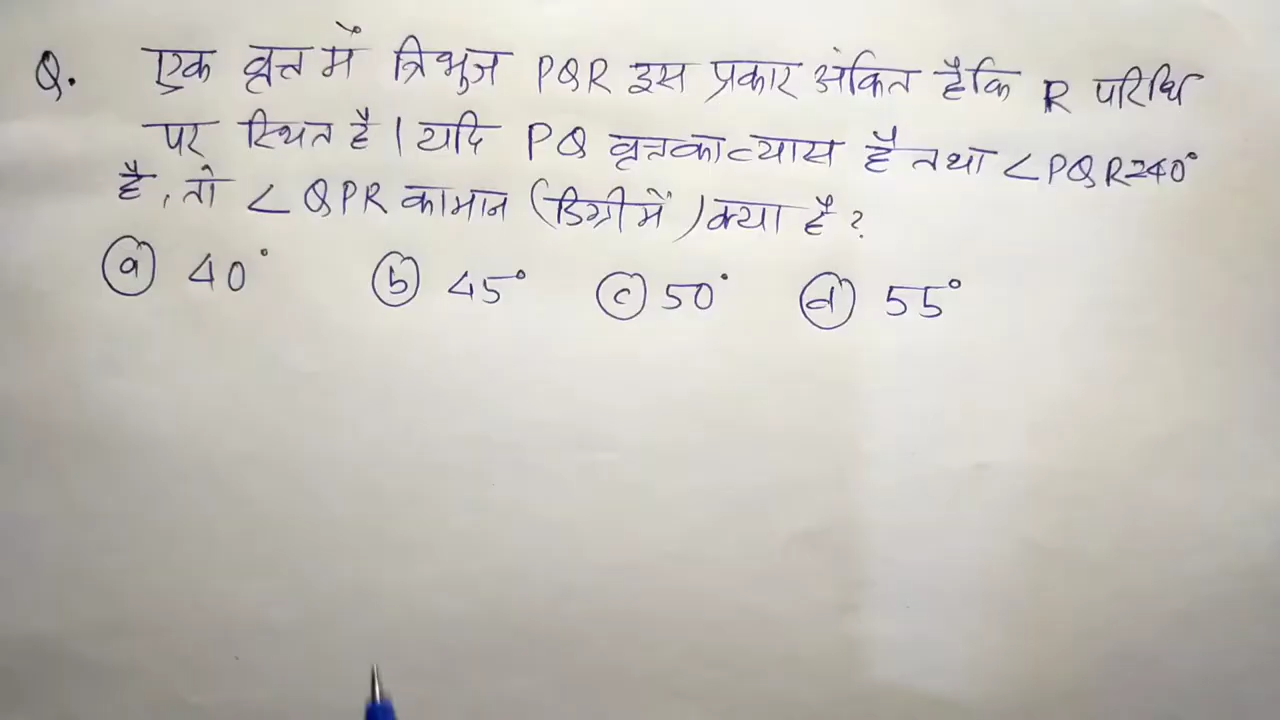 Q. एक वृत्त में त्रिभुज PQR इस प्रकार अंकित है कि R परिधि
पर स्थित है। यदि PQ वृत्त का व्यास है तथा ∠PQR=40°
है, तो ∠QPR का मान (डिग्री में) क्या है?
(a) 40° (b) 45° (c) 50° (d) 55°